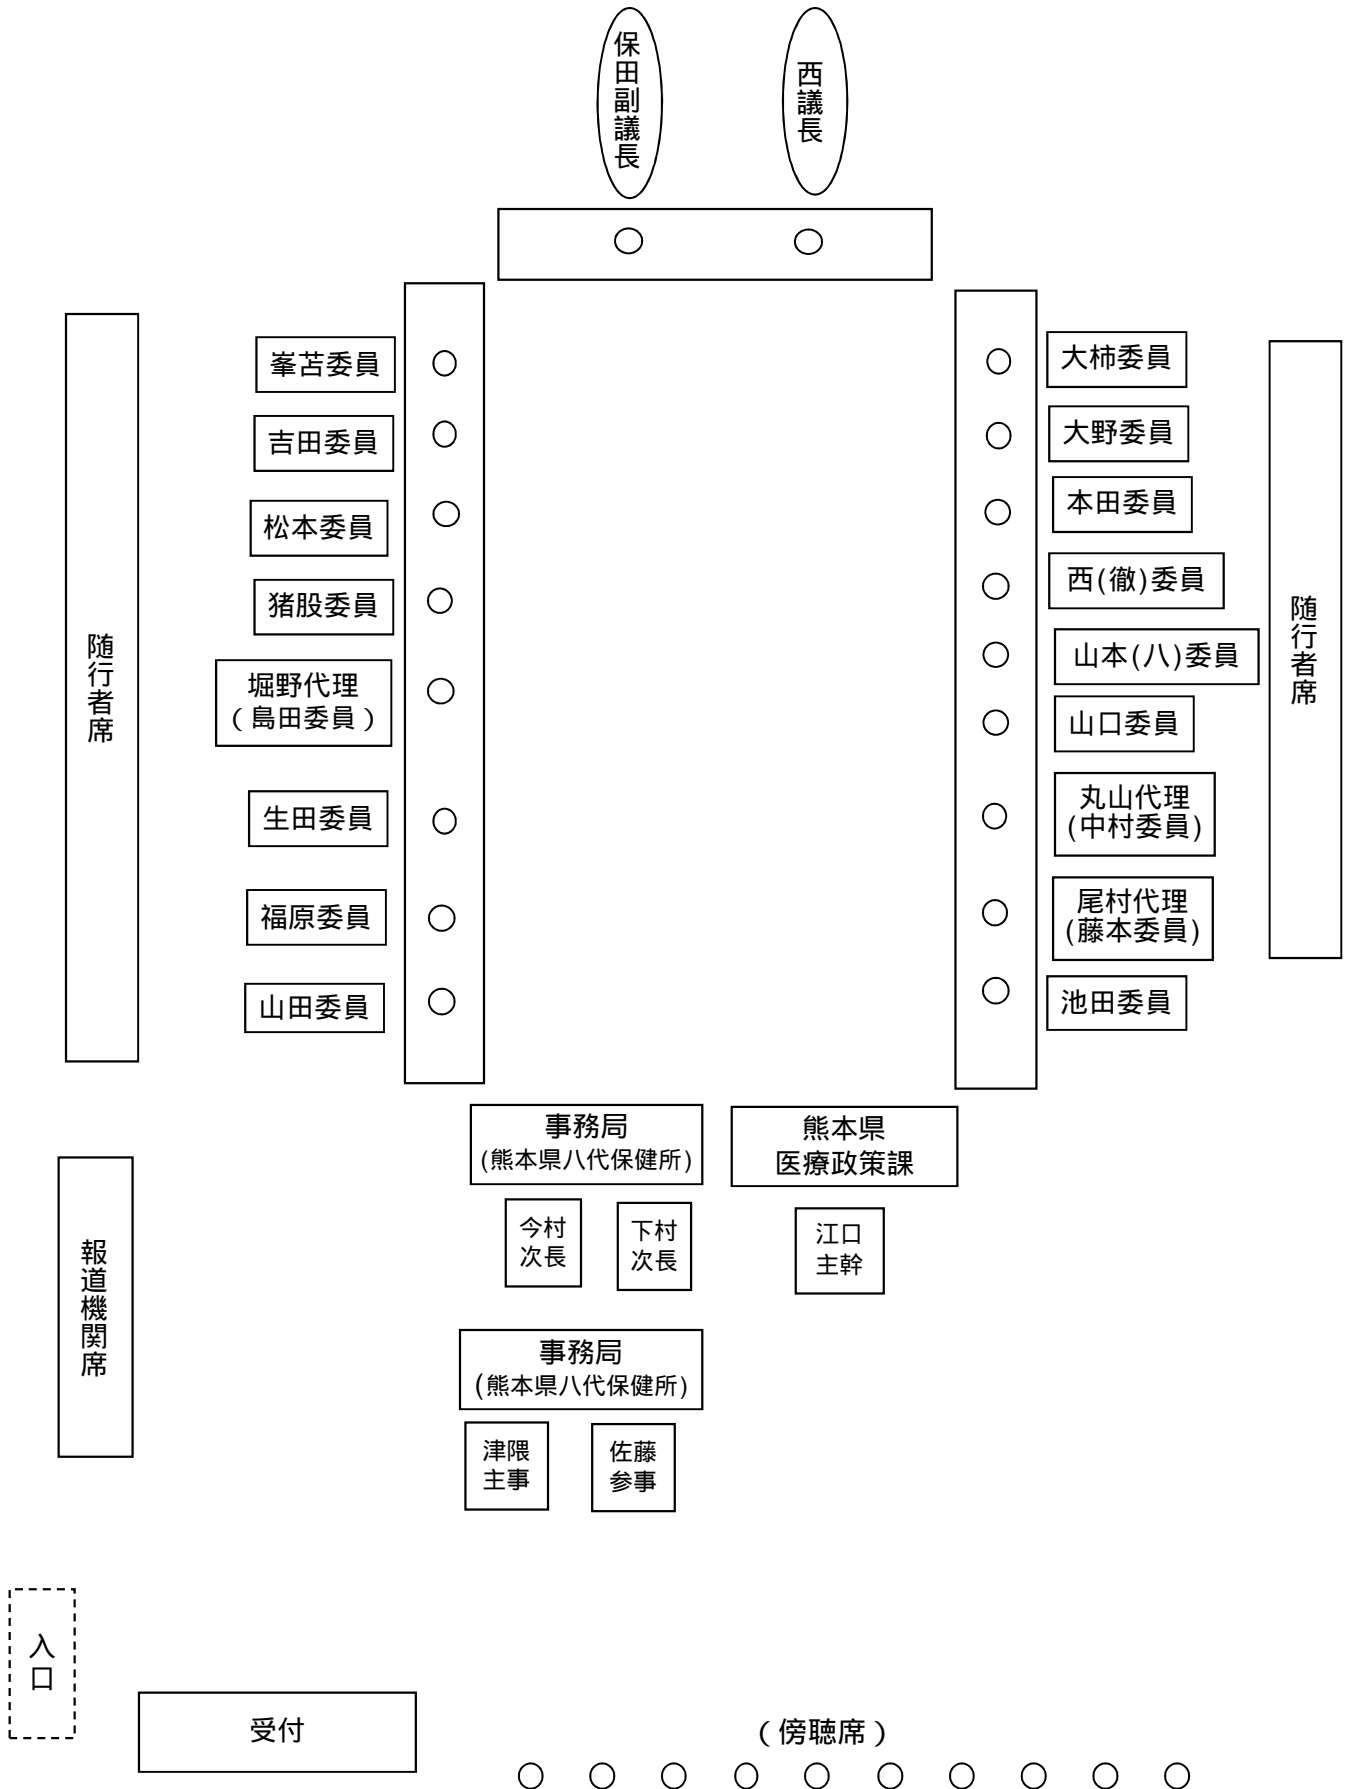 保田副議長
西議長
峯苫委員
吉田委員
松本委員
猪股委員
堀野代理
（島田委員）
生田委員
福原委員
山田委員
大柿委員
大野委員
本田委員
西(徹)委員
山本(八)委員
山口委員
丸山代理
(中村委員)
尾村代理
(藤本委員)
池田委員
随行者席
随行者席
事務局
(熊本県八代保健所)
熊本県
医療政策課
今村
次長
下村
次長
江口
主幹
報道機関席
事務局
(熊本県八代保健所)
津隈
主事
佐藤
参事
入口
受付
（傍聴席）